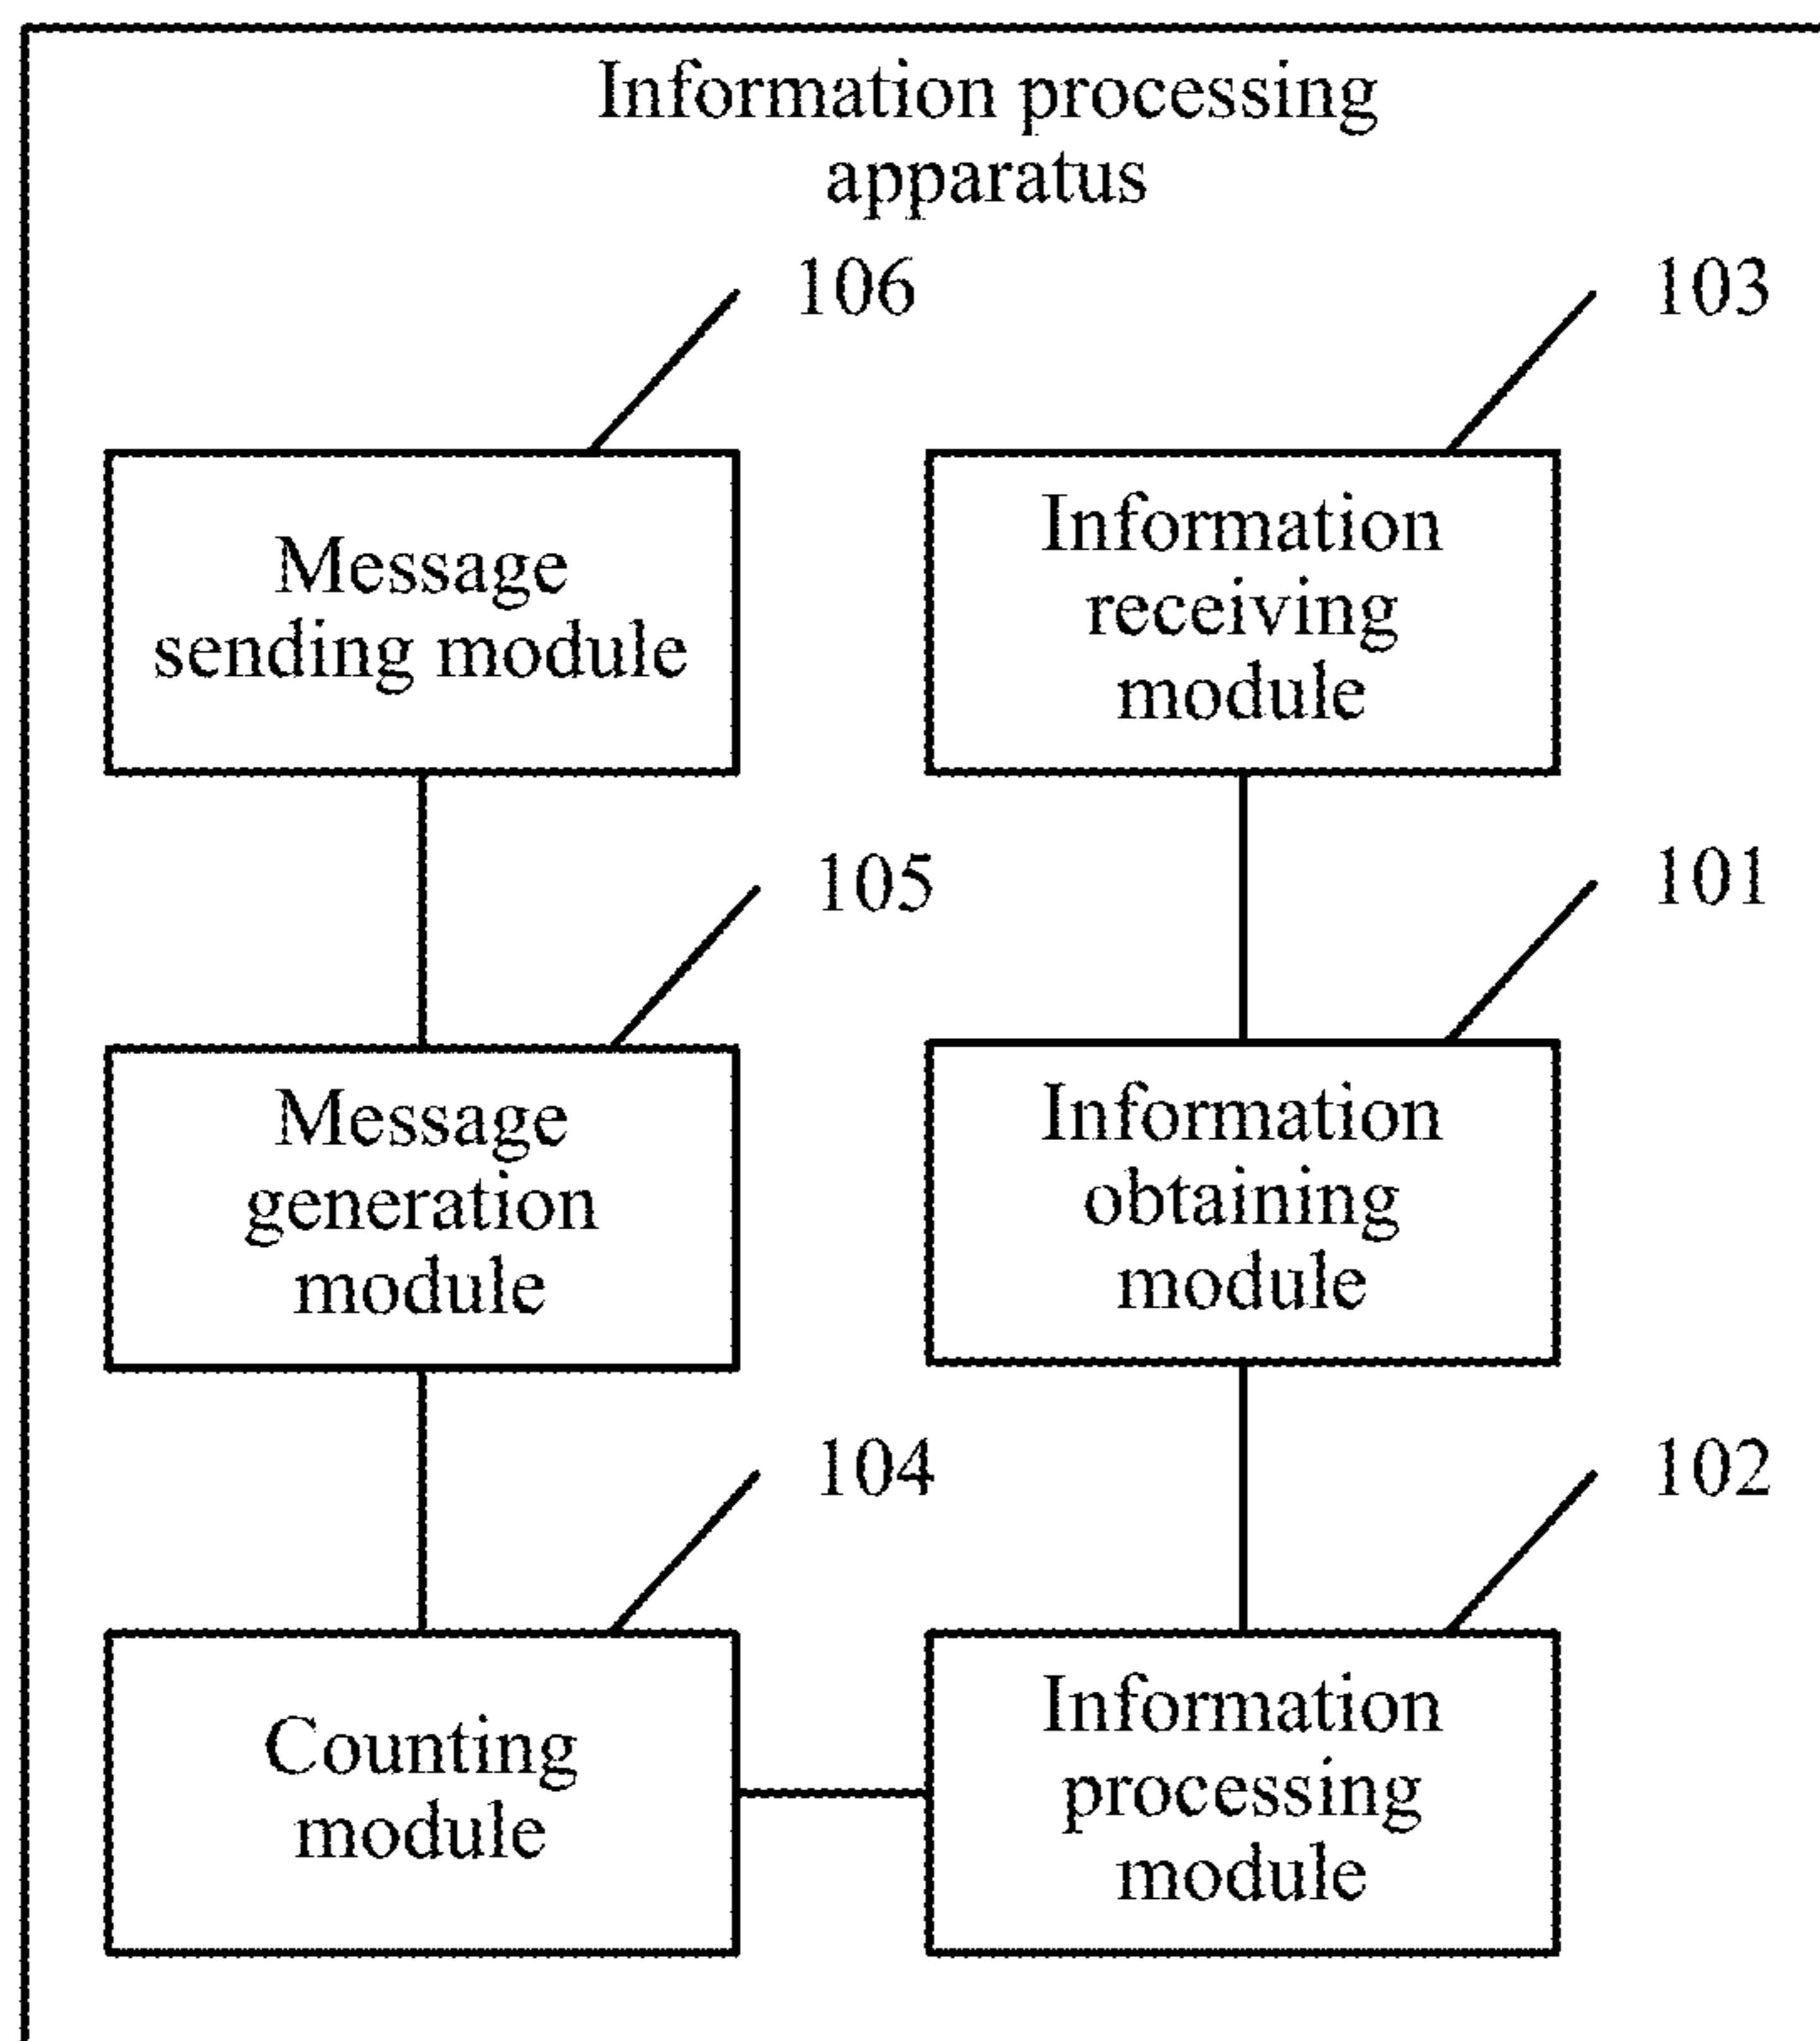 Information processing
apparatus
106
103
Message
sending module
Information
receiving
module
105
101
Message
generation
module
Information
obtaining
module
104
102
Counting
module
Information
processing
module